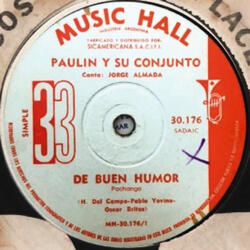 MUSIC HALL
INDUSTRIA ARGENTINA
FABRICADO Y DISTRIBUIDO POR:
SICAMERICANA S.A.C.I.F.I.
PAULIN Y SU CONJUNTO
Canta: JORGE ALMADA
SIMPLE
33
30.176
SADAIC
DE BUEN HUMOR
Pachanga
(H. Del Campo-Pablo Yovino-
Oscar Britos)
MH-30.176/1